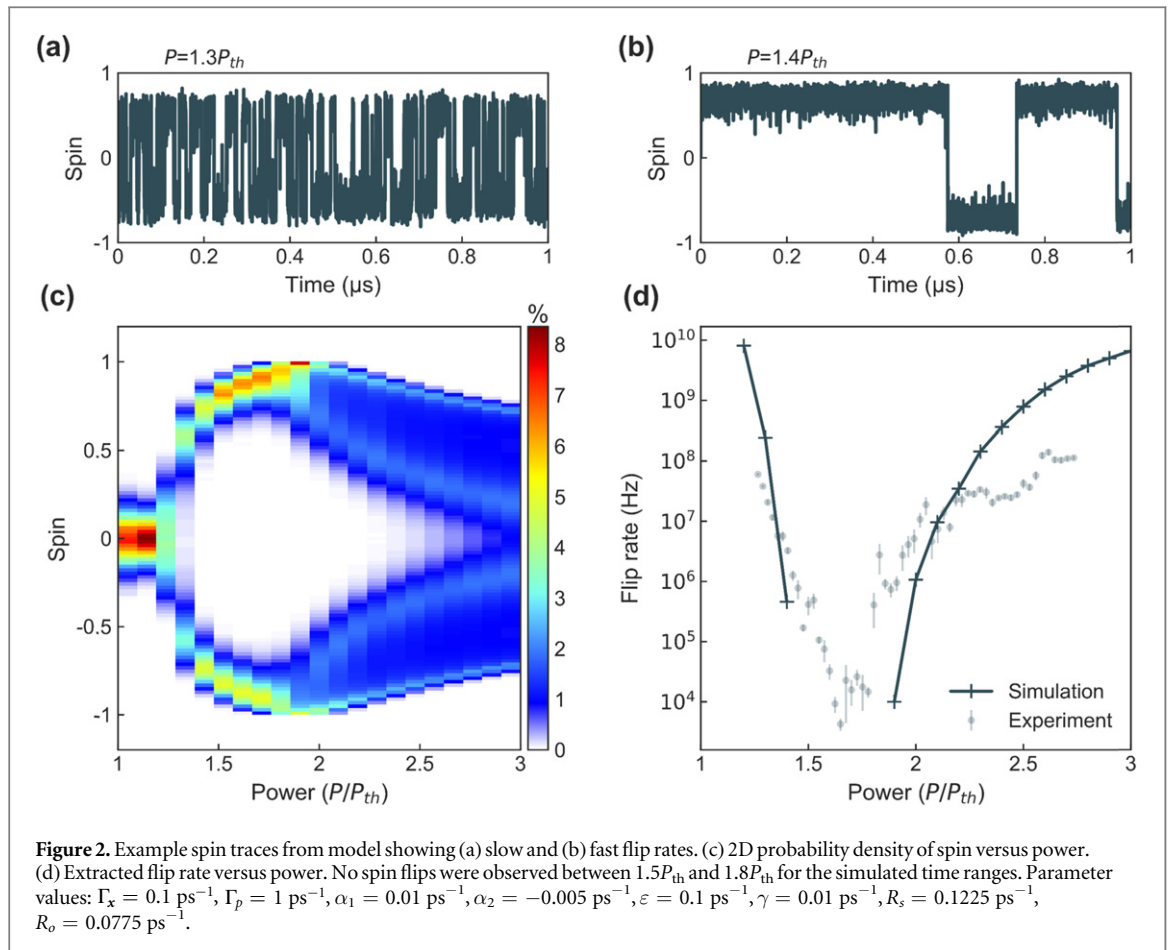 (a)
P=1.3P_th
1
0
-1
Spin
0 0.2 0.4 0.6 0.8 1
Time (µs)
(b)
P=1.4P_th
1
0
-1
Spin
0 0.2 0.4 0.6 0.8 1
Time (µs)
(c)
%
1
0.5
0
-0.5
-1
Spin
8
7
6
5
4
3
2
1
0
1 1.5 2 2.5 3
Power (P/P_th)
(d)
10^10
10^9
10^8
10^7
10^6
10^5
10^4
Flip rate (Hz)
Simulation
Experiment
1 1.5 2 2.5 3
Power (P/P_th)
Figure 2. Example spin traces from model showing (a) slow and (b) fast flip rates. (c) 2D probability density of spin versus power.
(d) Extracted flip rate versus power. No spin flips were observed between 1.5P_th and 1.8P_th for the simulated time ranges. Parameter
values: Γ_x = 0.1 ps⁻¹, Γ_p = 1 ps⁻¹, α₁ = 0.01 ps⁻¹, α₂ = −0.005 ps⁻¹, ε = 0.1 ps⁻¹, γ = 0.01 ps⁻¹, R_s = 0.1225 ps⁻¹,
R_o = 0.0775 ps⁻¹.